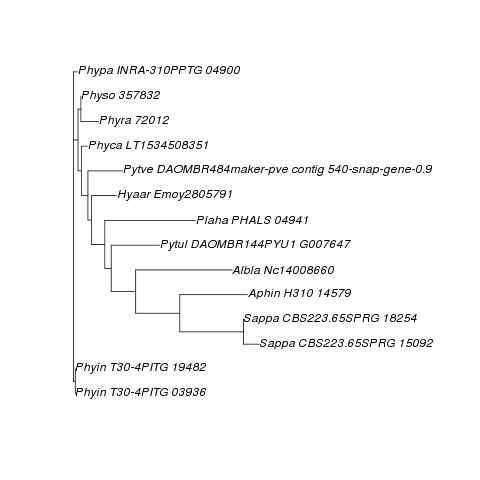 Phypa INRA-310PPTG 04900
Physo 357832
Phyra 72012
Phyca LT1534508351
Pytve DAOMBR484maker-pve contig 540-snap-gene-0.9
Hyaar Emoy2805791
Plaha PHALS 04941
Pytul DAOMBR144PYU1 G007647
Albla Nc14008660
Aphin H310 14579
Sappa CBS223.65SPRG 18254
Sappa CBS223.65SPRG 15092
Phyin T30-4PITG 19482
Phyin T30-4PITG 03936